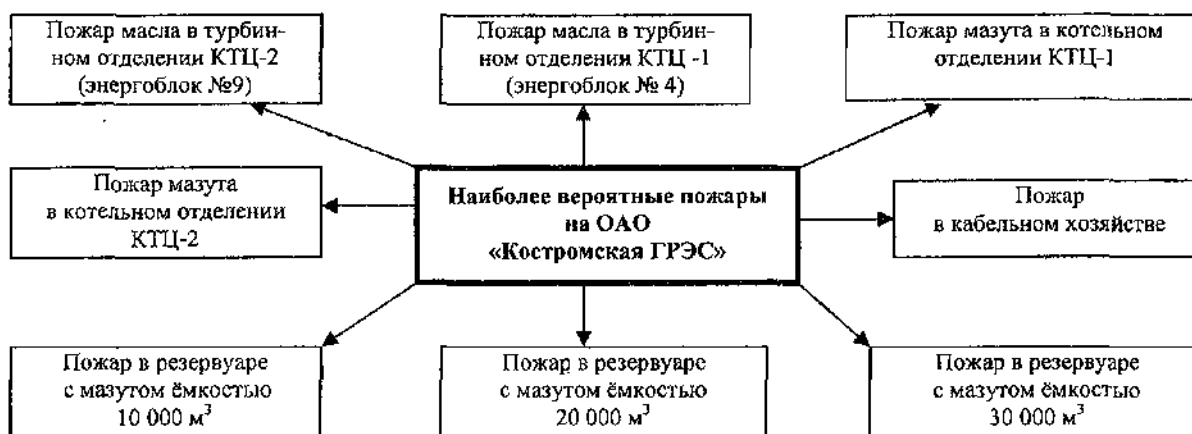 Пожар масла в турбин-
ном отделении КТЦ-2
(энергоблок №9)
Пожар масла в турбин-
ном отделения КТЦ -1
(энергоблок № 4)
Пожар мазута в котельном
отделении КТЦ-1
Пожар мазута
в котельном отделении
КТЦ-2
Наиболее вероятные пожары
на ОАО
«Костромская ГРЭС»
Пожар
в кабельном хозяйстве
Пожар в резервуаре
с мазутом ёмкостью
10 000 м³
Пожар в резервуаре
с мазутом ёмкостью
20 000 м³
Пожар в резервуаре
с мазутом ёмкостью
30 000 м³